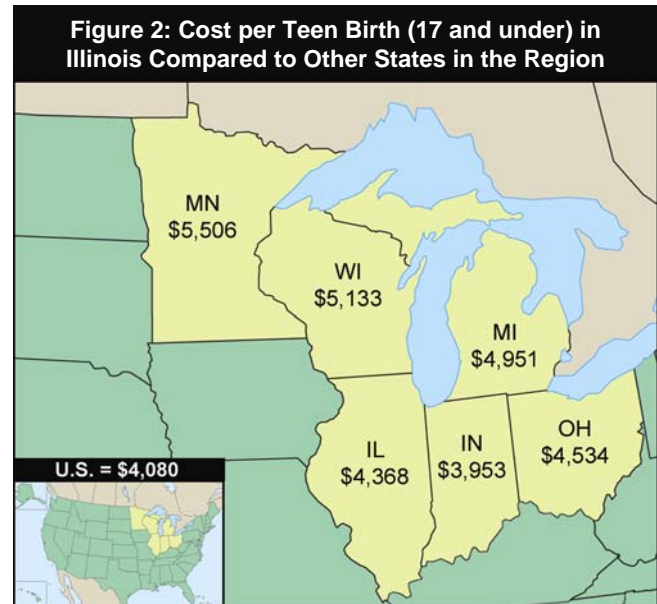 Figure 2: Cost per Teen Birth (17 and under) in
Illinois Compared to Other States in the Region
MN
$5,506
WI
$5,133
MI
$4,951
IL
$4,368
IN
$3,953
OH
$4,534
U.S. = $4,080